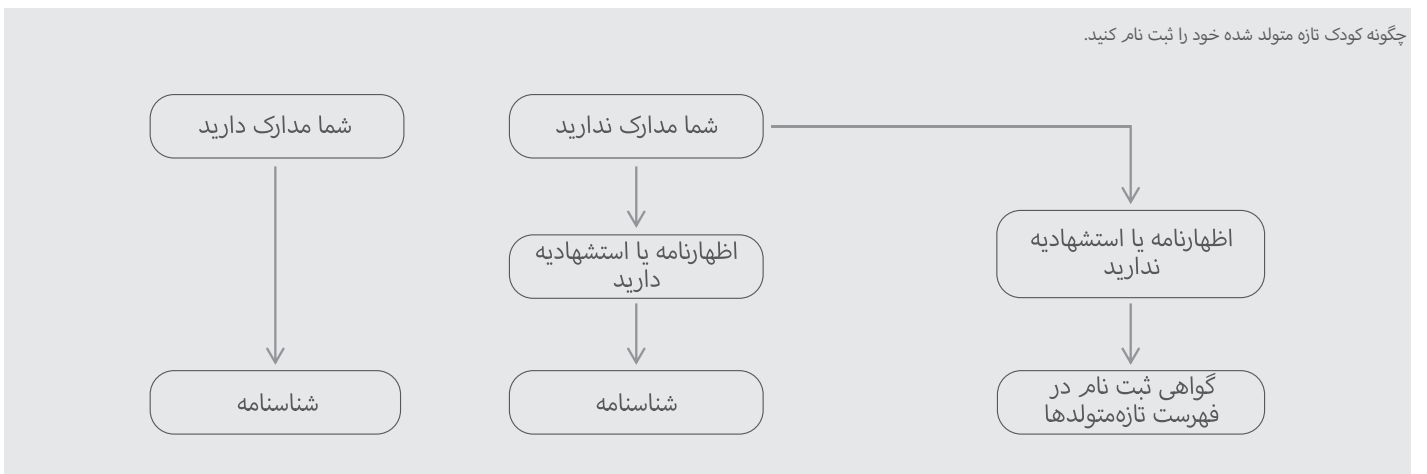 چگونه کودک تازه متولد شده خود را ثبت نام کنید.
شما مدارک دارید
شناسنامه
شما مدارک ندارید
اظهارنامه یا استشهادیه
دارید
شناسنامه
اظهارنامه یا استشهادیه
ندارید
گواهی ثبت نام در
فهرست تازه‌متولدها